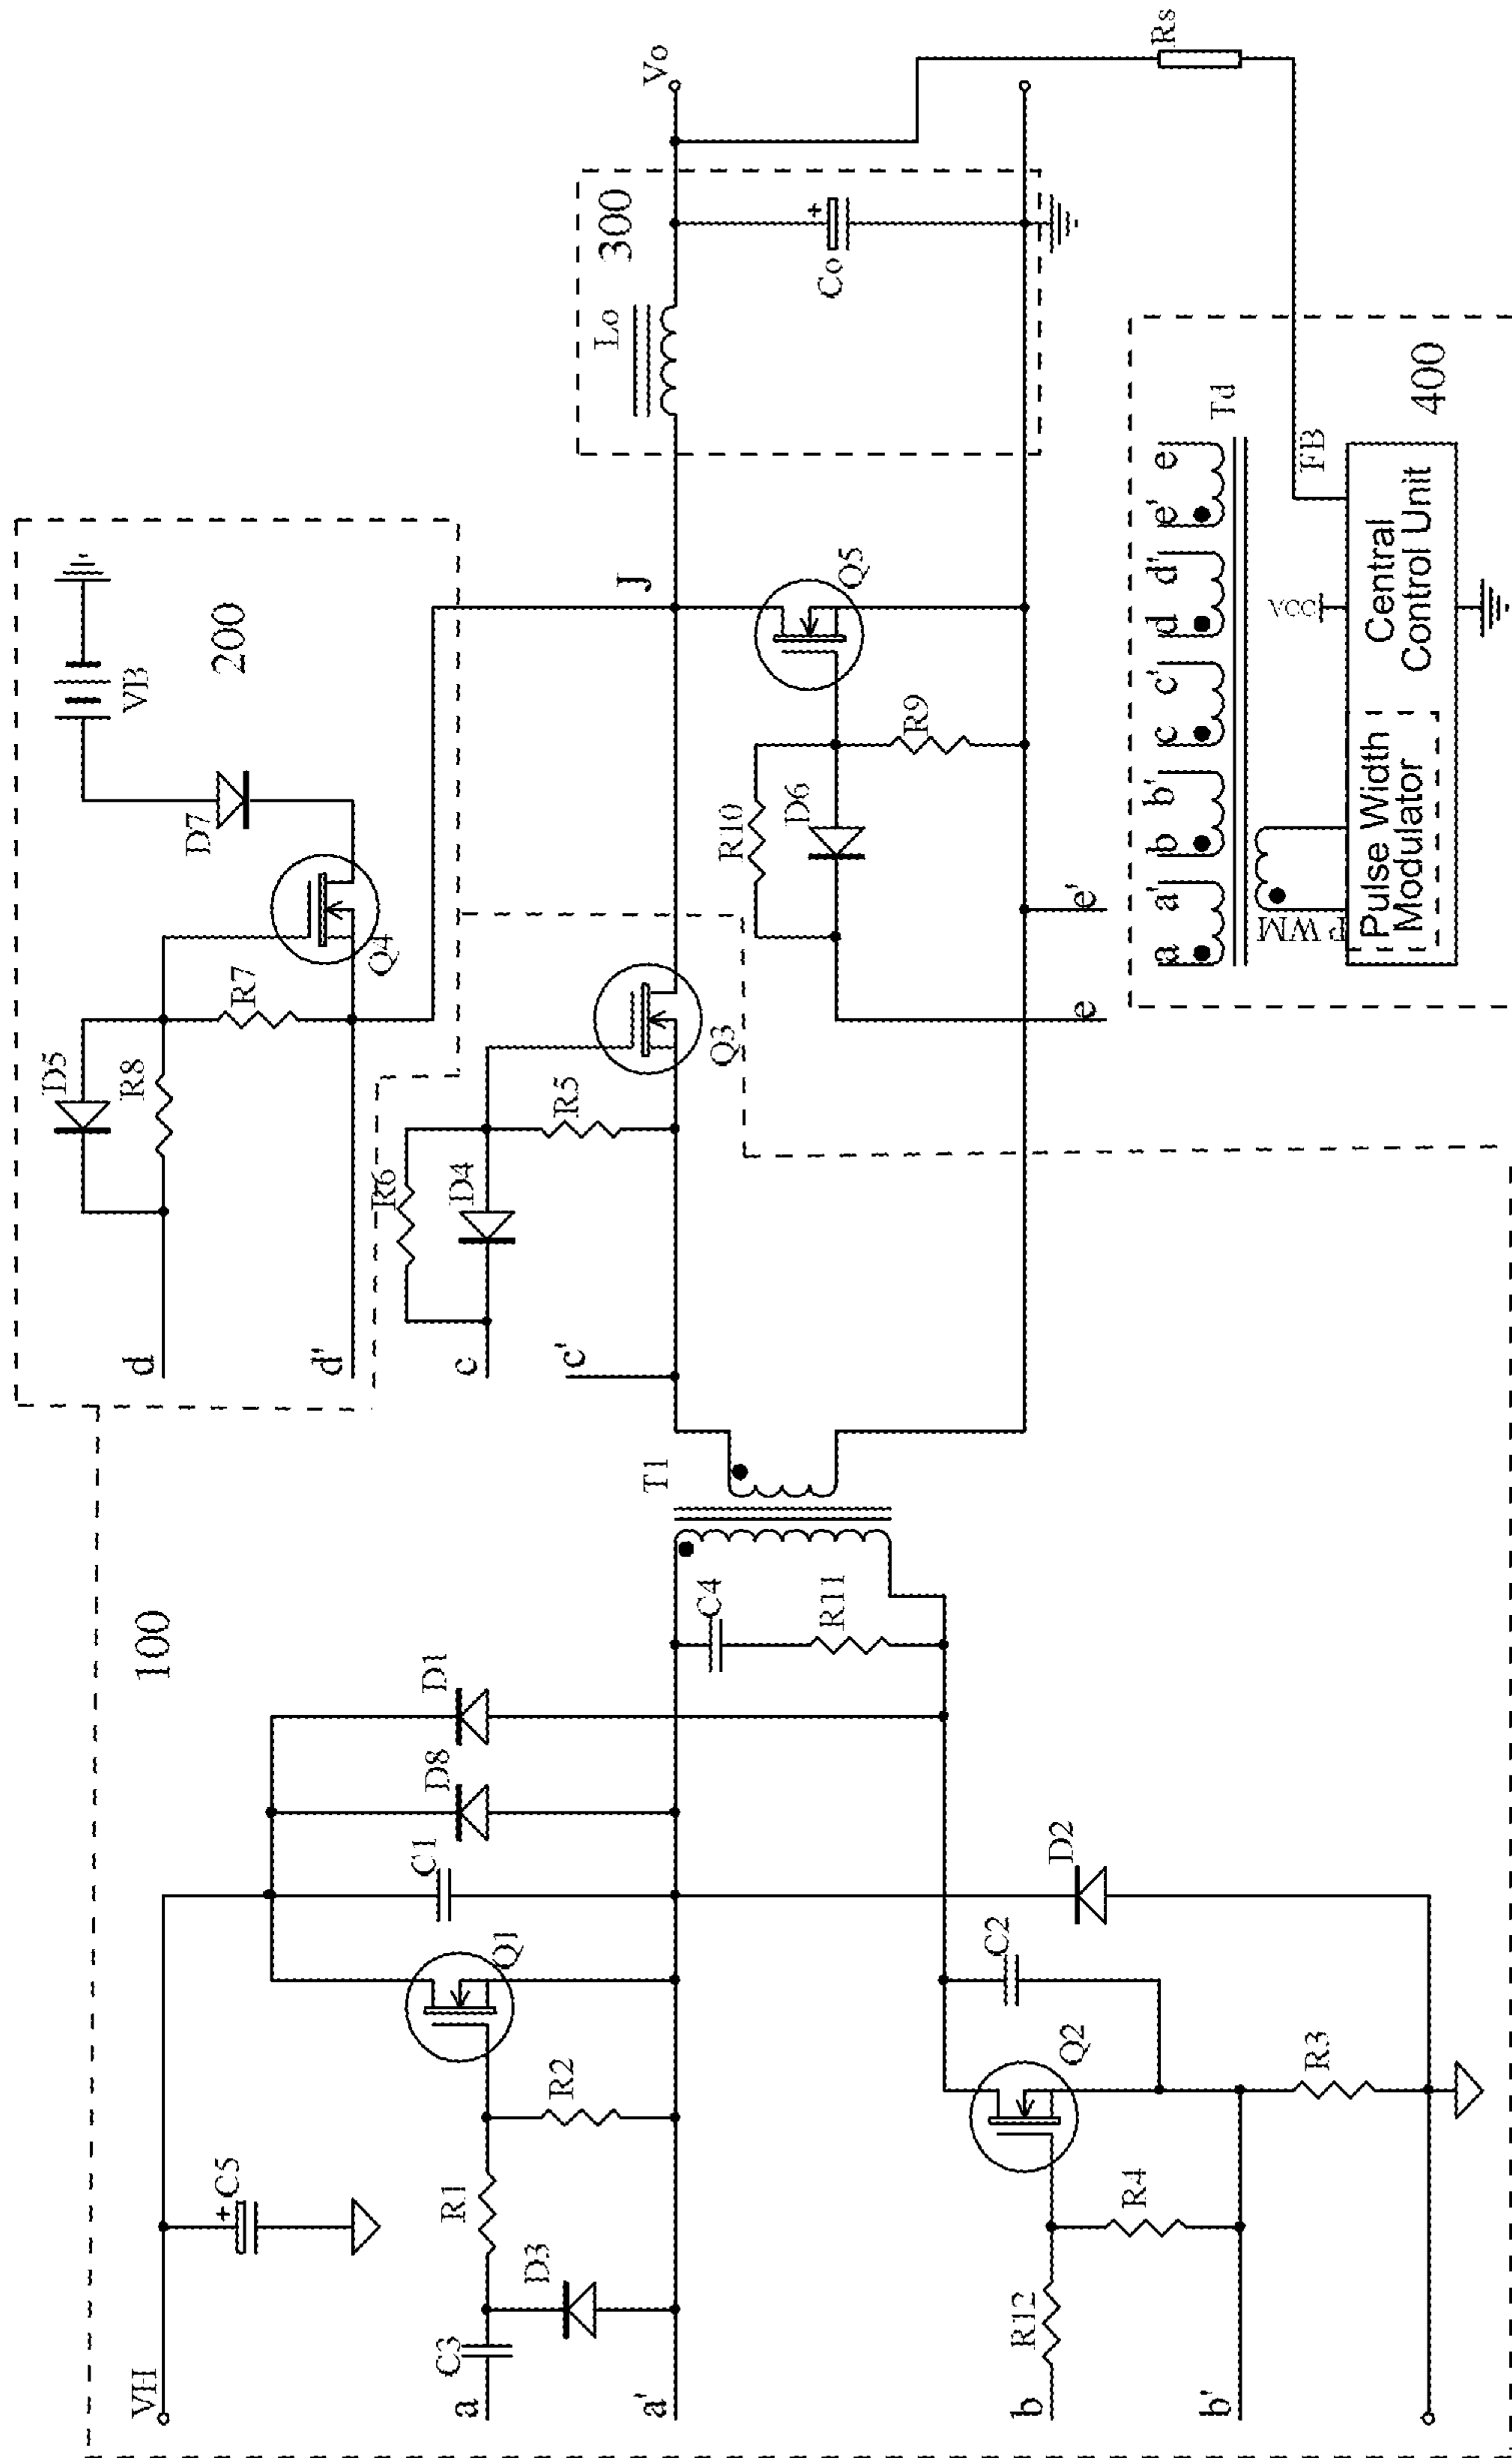 VH
C5
a
C3
D3
R1
R2
Q1
a'
C1
D8
D1
100
b
R12
R4
b'
Q2
C2
R3
D2
C4
R11
T1
d
d'
D5
R8
R7
Q4
D7
VB
200
c
c'
R6
D4
R5
Q3
J
e
e'
R10
D6
R9
Q5
Lo
300
Co
Vo
Rs
a a' b b' c c' d d' e' e
Td
PWM
VCC
FB
Pulse Width
Modulator
Central
Control Unit
400